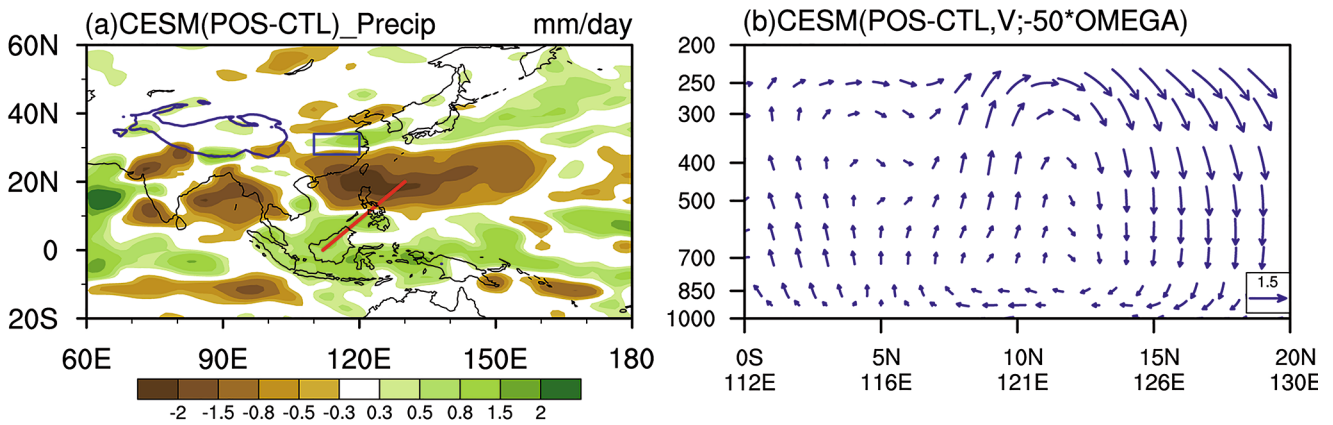 (a)CESM(POS-CTL)_Precip mm/day
60N
40N
20N
0
20S
60E 90E 120E 150E 180
-2 -1.5 -0.8 -0.5 -0.3 0.3 0.5 0.8 1.5 2
(b)CESM(POS-CTL,V;-50*OMEGA)
200
250
300
400
500
700
850
1000
1.5
0S 5N 10N 15N 20N
112E 116E 121E 126E 130E